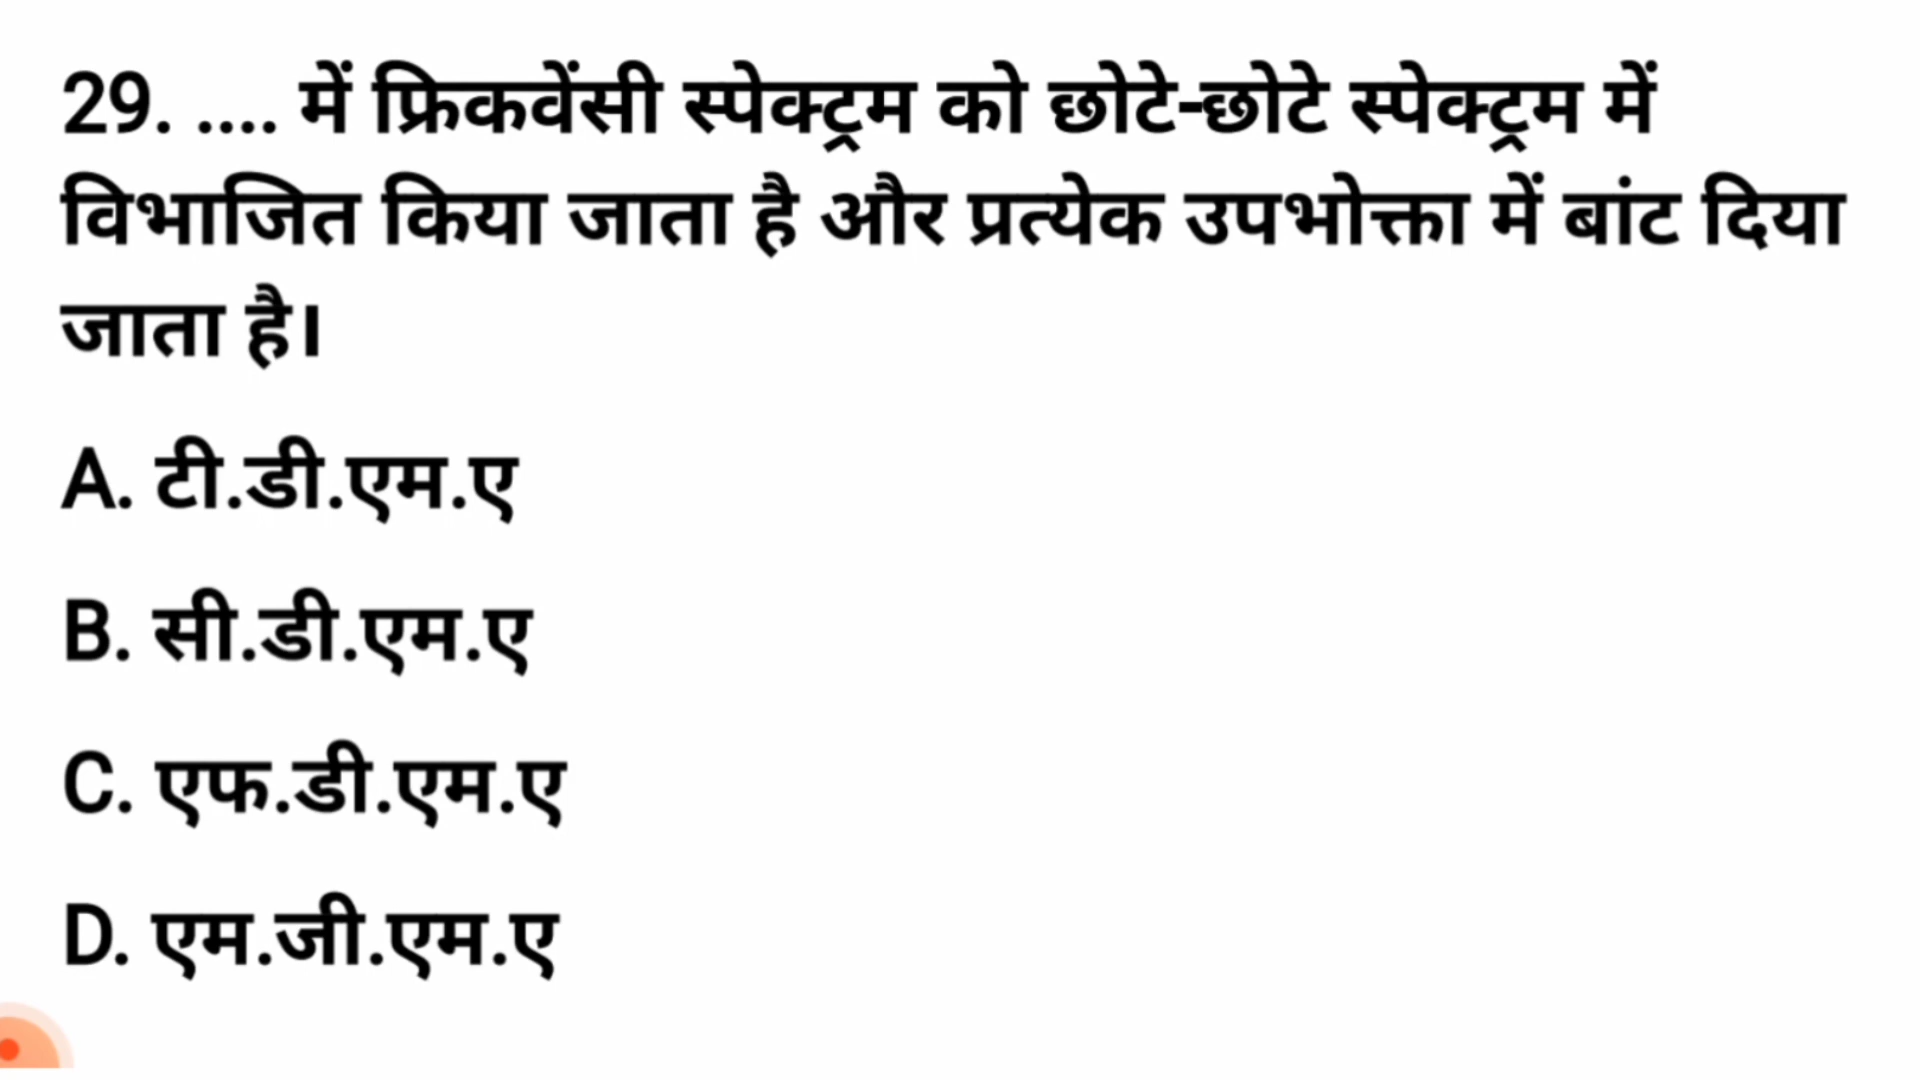 29. .... में फ्रिकवेंसी स्पेक्ट्रम को छोटे-छोटे स्पेक्ट्रम में
विभाजित किया जाता है और प्रत्येक उपभोक्ता में बांट दिया
जाता है।
A. टी.डी.एम.ए
B. सी.डी.एम.ए
C. एफ.डी.एम.ए
D. एम.जी.एम.ए